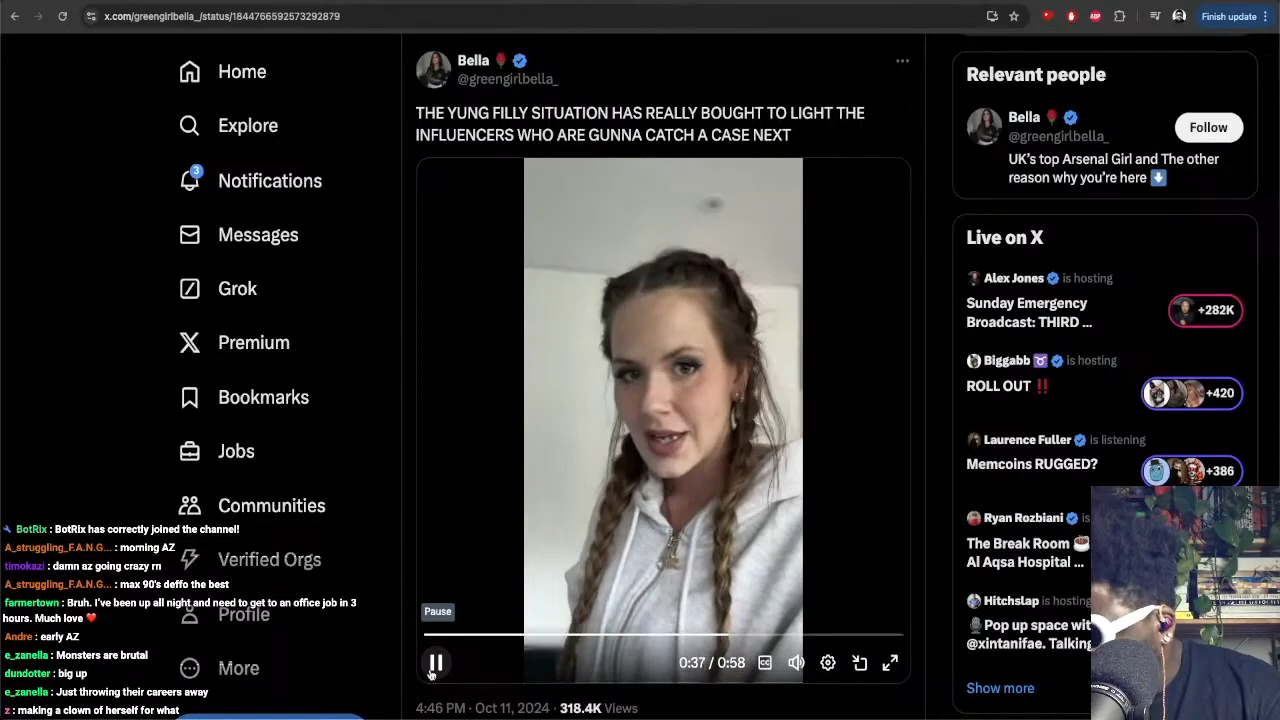 x.com/greengirlbella_/status/1844766592573292879
Finish update
Home
Explore
3
Notifications
Messages
Grok
Premium
Bookmarks
Jobs
Communities
Verified Orgs
Profile
More
Bella
@greengirlbella_
THE YUNG FILLY SITUATION HAS REALLY BOUGHT TO LIGHT THE
INFLUENCERS WHO ARE GUNNA CATCH A CASE NEXT
Pause
0:37 / 0:58
CC
4:46 PM · Oct 11, 2024 · 318.4K Views
Relevant people
Bella
@greengirlbella_
Follow
UK's top Arsenal Girl and The other
reason why you're here
Live on X
Alex Jones is hosting
Sunday Emergency
Broadcast: THIRD ...
+282K
Biggabb is hosting
ROLL OUT
+420
Laurence Fuller is listening
Memcoins RUGGED?
+386
Ryan Rozbiani is
The Break Room
Al Aqsa Hospital ...
Hitchslap is hosting
Pop up space wit
@xintanifae. Talking
Show more
BotRix : BotRix has correctly joined the channel!
A_struggling_F.A.N.G... : morning AZ
timokazi : damn az going crazy rn
A_struggling_F.A.N.G... : max 90's deffo the best
farmertown : Bruh. I've been up all night and need to get to an office job in 3
hours. Much love
Andre : early AZ
e_zanella : Monsters are brutal
dundotter : big up
e_zanella : Just throwing their careers away
z : making a clown of herself for what